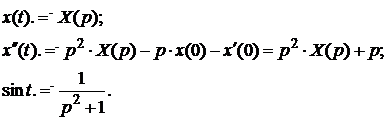 x(t).=⁻ X(p);
x″(t).=⁻ p²·X(p)−p·x(0)−x′(0)=p²·X(p)+p;
sin t.=⁻ 1/(p²+1).